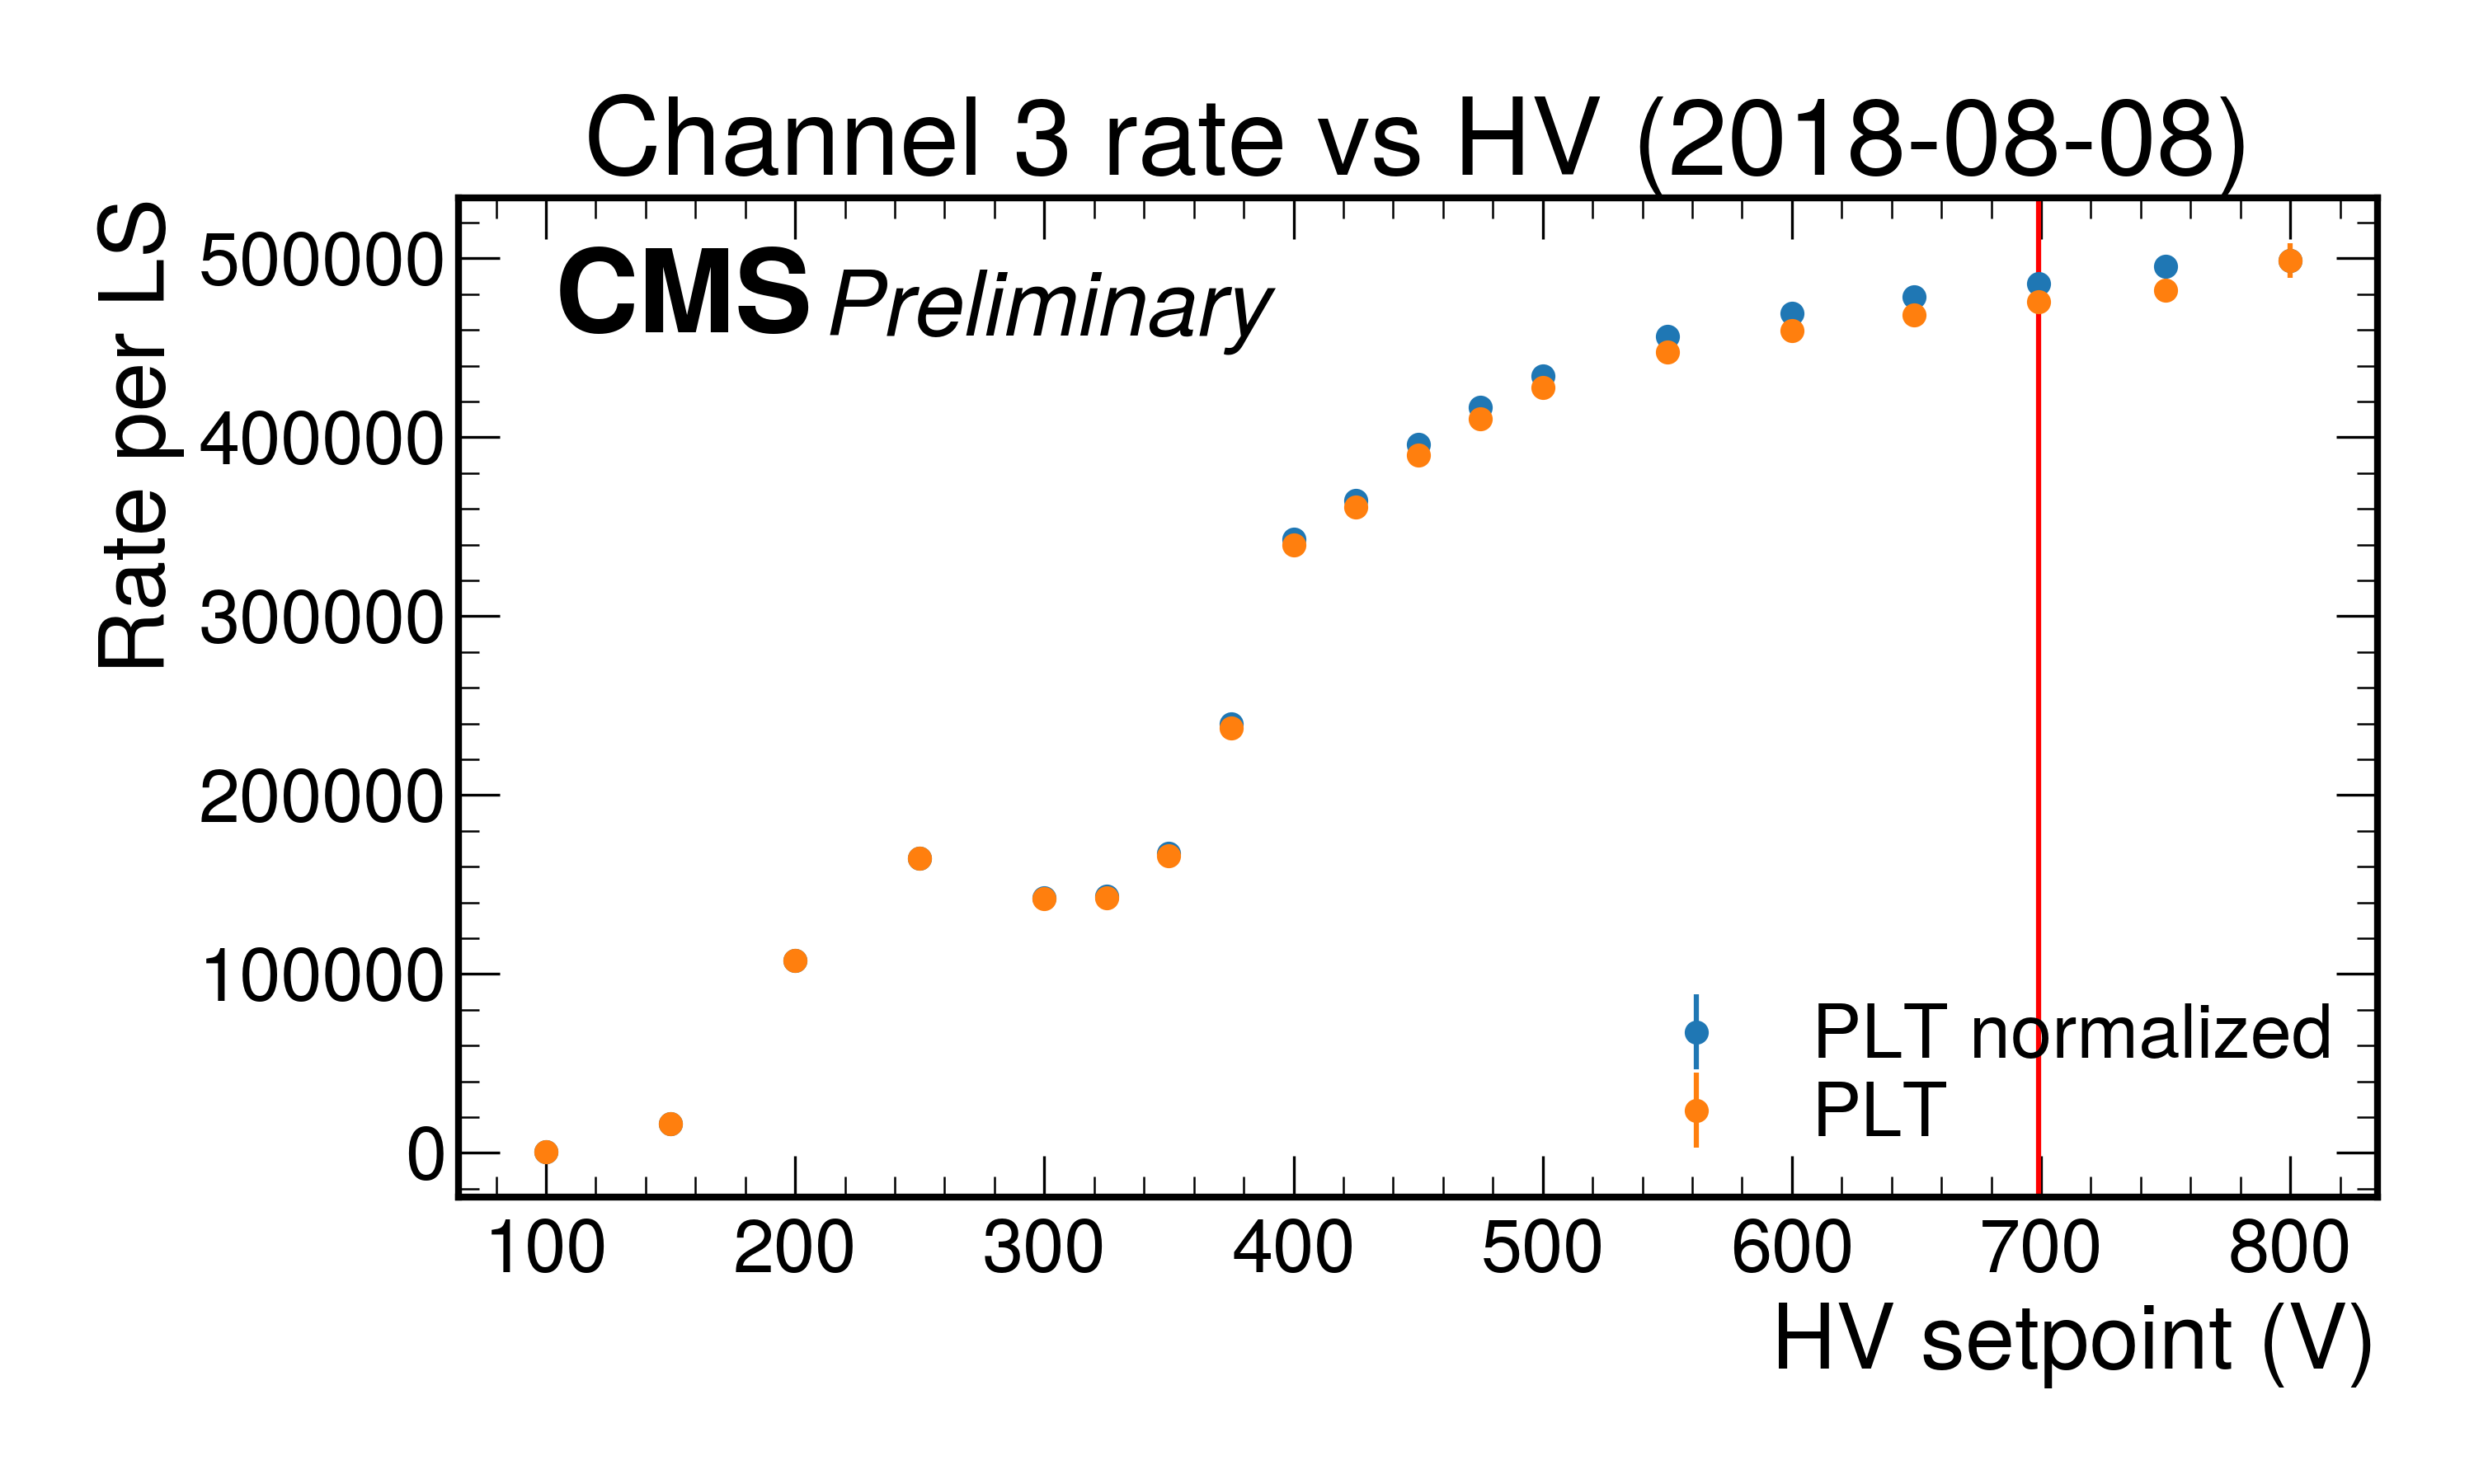 Channel 3 rate vs HV (2018-08-08)
CMS Preliminary
Rate per LS
500000
400000
300000
200000
100000
0
PLT normalized
PLT
100 200 300 400 500 600 700 800
HV setpoint (V)